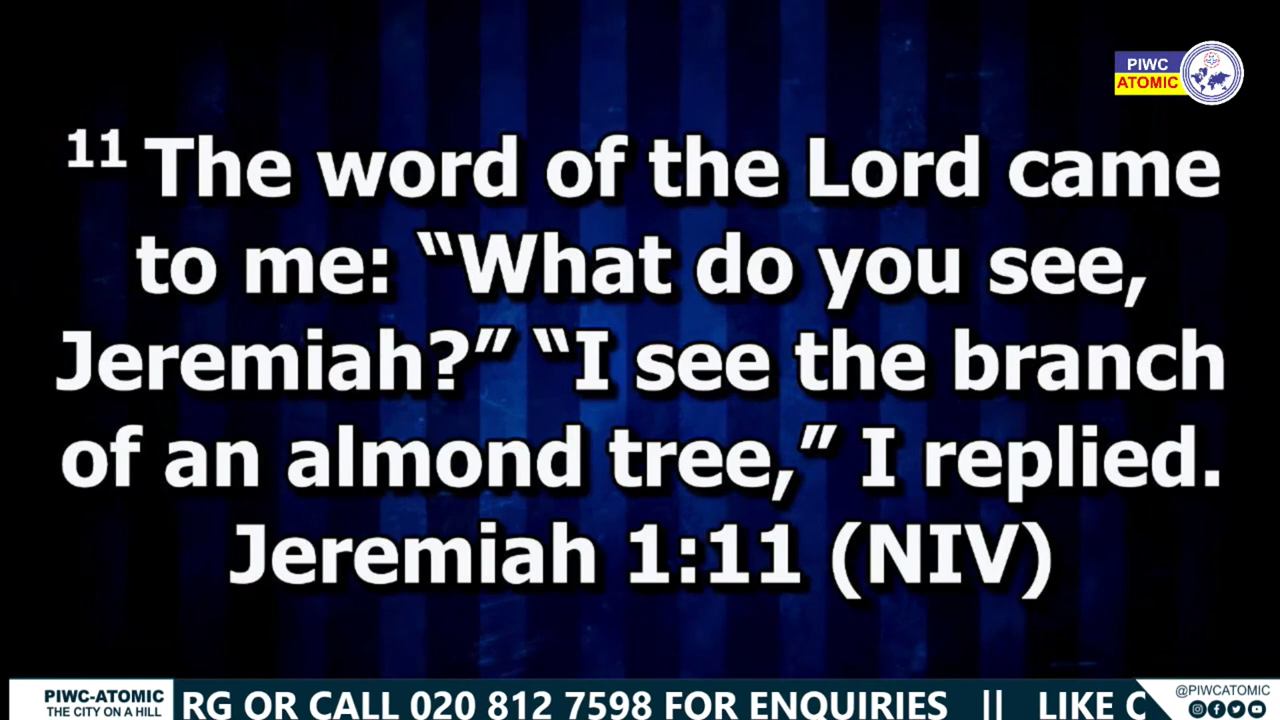 PIWC
ATOMIC
11 The word of the Lord came
to me: “What do you see,
Jeremiah?” “I see the branch
of an almond tree,” I replied.
Jeremiah 1:11 (NIV)
PIWC-ATOMIC
THE CITY ON A HILL
RG OR CALL 020 812 7598 FOR ENQUIRIES || LIKE C
@PIWCATOMIC